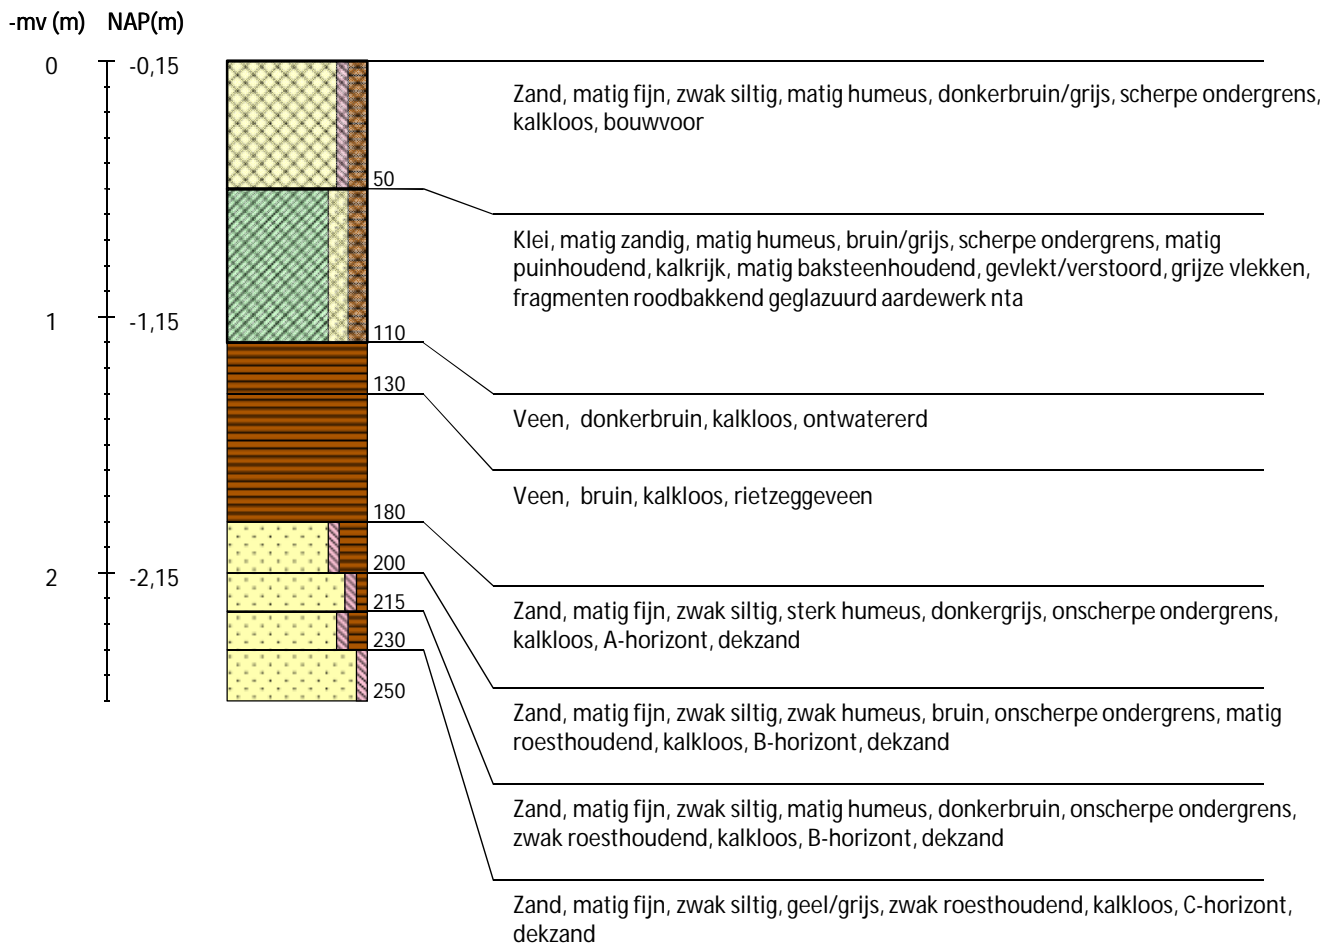 -mv (m) NAP(m)
0 -0,15
Zand, matig fijn, zwak siltig, matig humeus, donkerbruin/grijs, scherpe ondergrens,
kalkloos, bouwvoor
50
Klei, matig zandig, matig humeus, bruin/grijs, scherpe ondergrens, matig
puinhoudend, kalkrijk, matig baksteenhoudend, gevlekt/verstoord, grijze vlekken,
fragmenten roodbakkend geglazuurd aardewerk nta
1 -1,15
110
130
Veen, donkerbruin, kalkloos, ontwatererd
Veen, bruin, kalkloos, rietzeggeveen
180
200
2 -2,15
215
Zand, matig fijn, zwak siltig, sterk humeus, donkergrijs, onscherpe ondergrens,
kalkloos, A-horizont, dekzand
230
250
Zand, matig fijn, zwak siltig, zwak humeus, bruin, onscherpe ondergrens, matig
roesthoudend, kalkloos, B-horizont, dekzand
Zand, matig fijn, zwak siltig, matig humeus, donkerbruin, onscherpe ondergrens,
zwak roesthoudend, kalkloos, B-horizont, dekzand
Zand, matig fijn, zwak siltig, geel/grijs, zwak roesthoudend, kalkloos, C-horizont,
dekzand